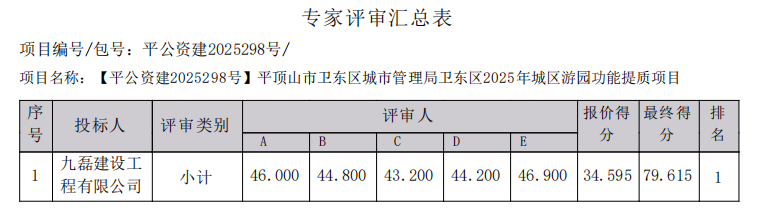 专家评审汇总表
项目编号/包号：平公资建2025298号/
项目名称：【平公资建2025298号】平顶山市卫东区城市管理局卫东区2025年城区游园功能提质项目
序号 投标人 评审类别 评审人 报价得分 最终得分 排名
A B C D E
1 九磊建设工程有限公司 小计 46.000 44.800 43.200 44.200 46.900 34.595 79.615 1